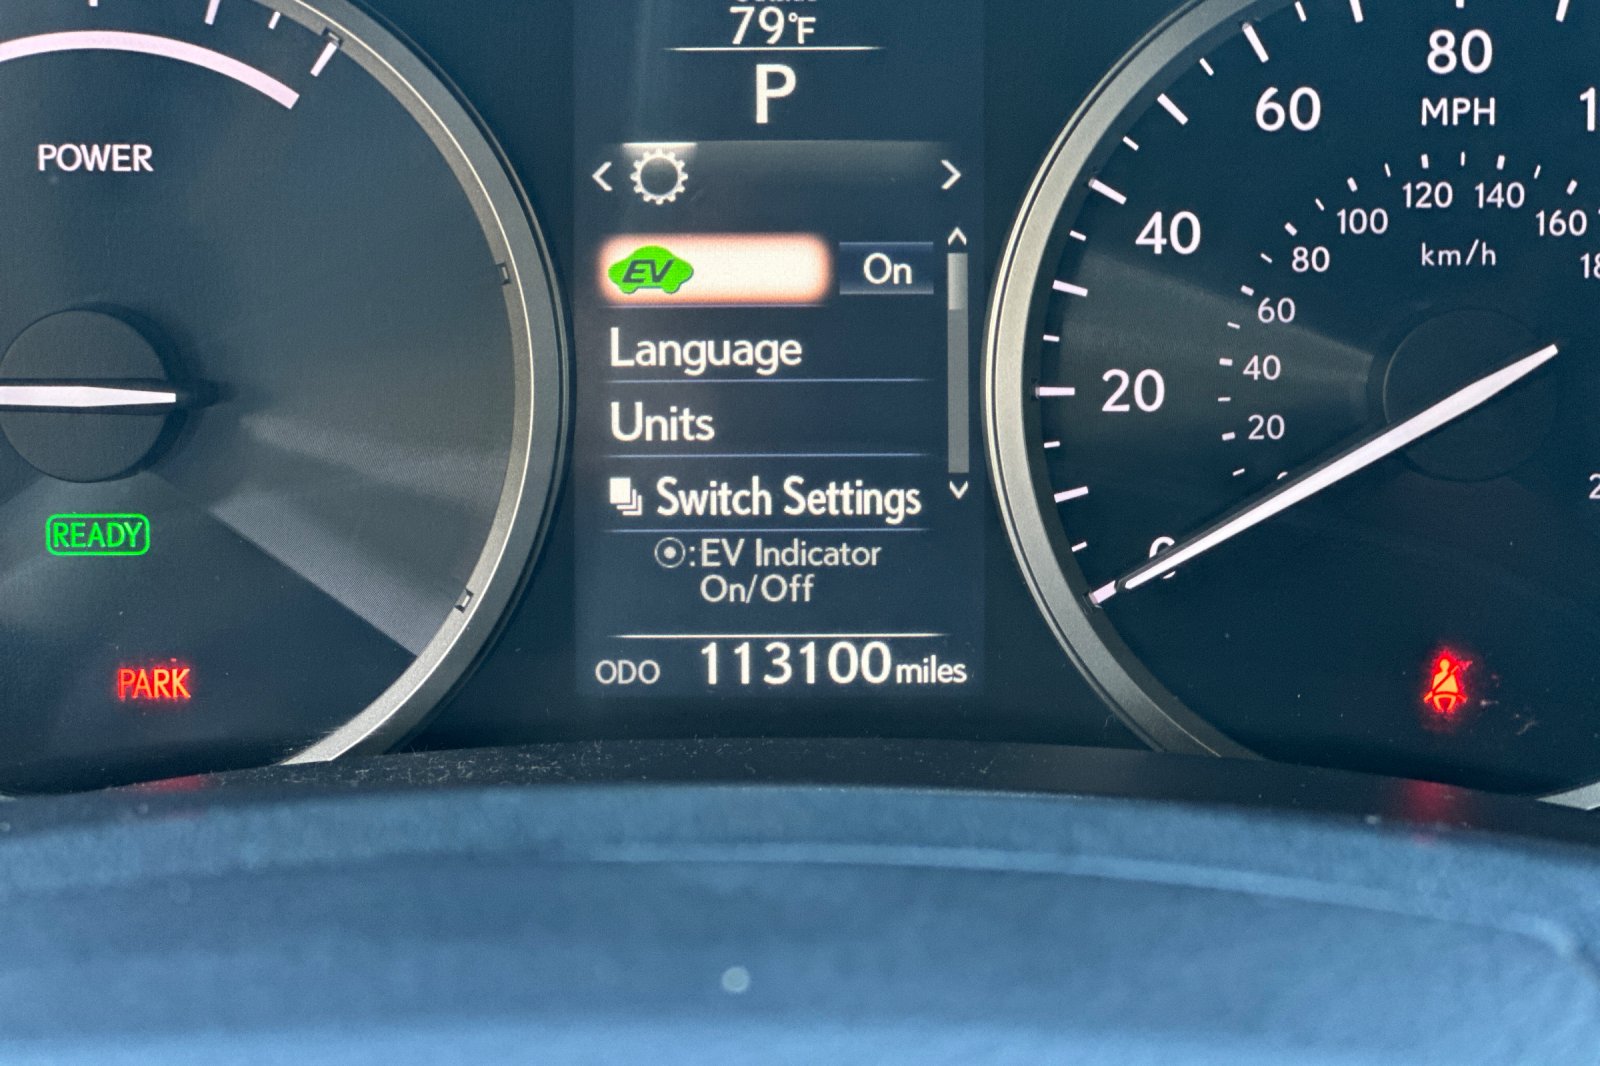 79°F
P
POWER
READY
PARK
EV On
Language
Units
Switch Settings
:EV Indicator
On/Off
ODO 113100 miles
80
MPH
60
40
20
0
120
140
100
160
80
km/h
60
40
20